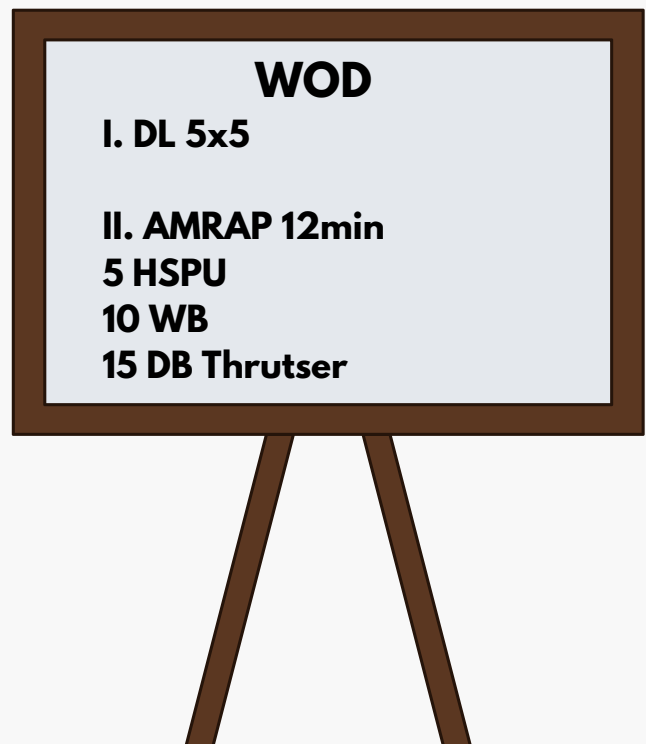 WOD
I. DL 5x5
II. AMRAP 12min
5 HSPU
10 WB
15 DB Thrutser